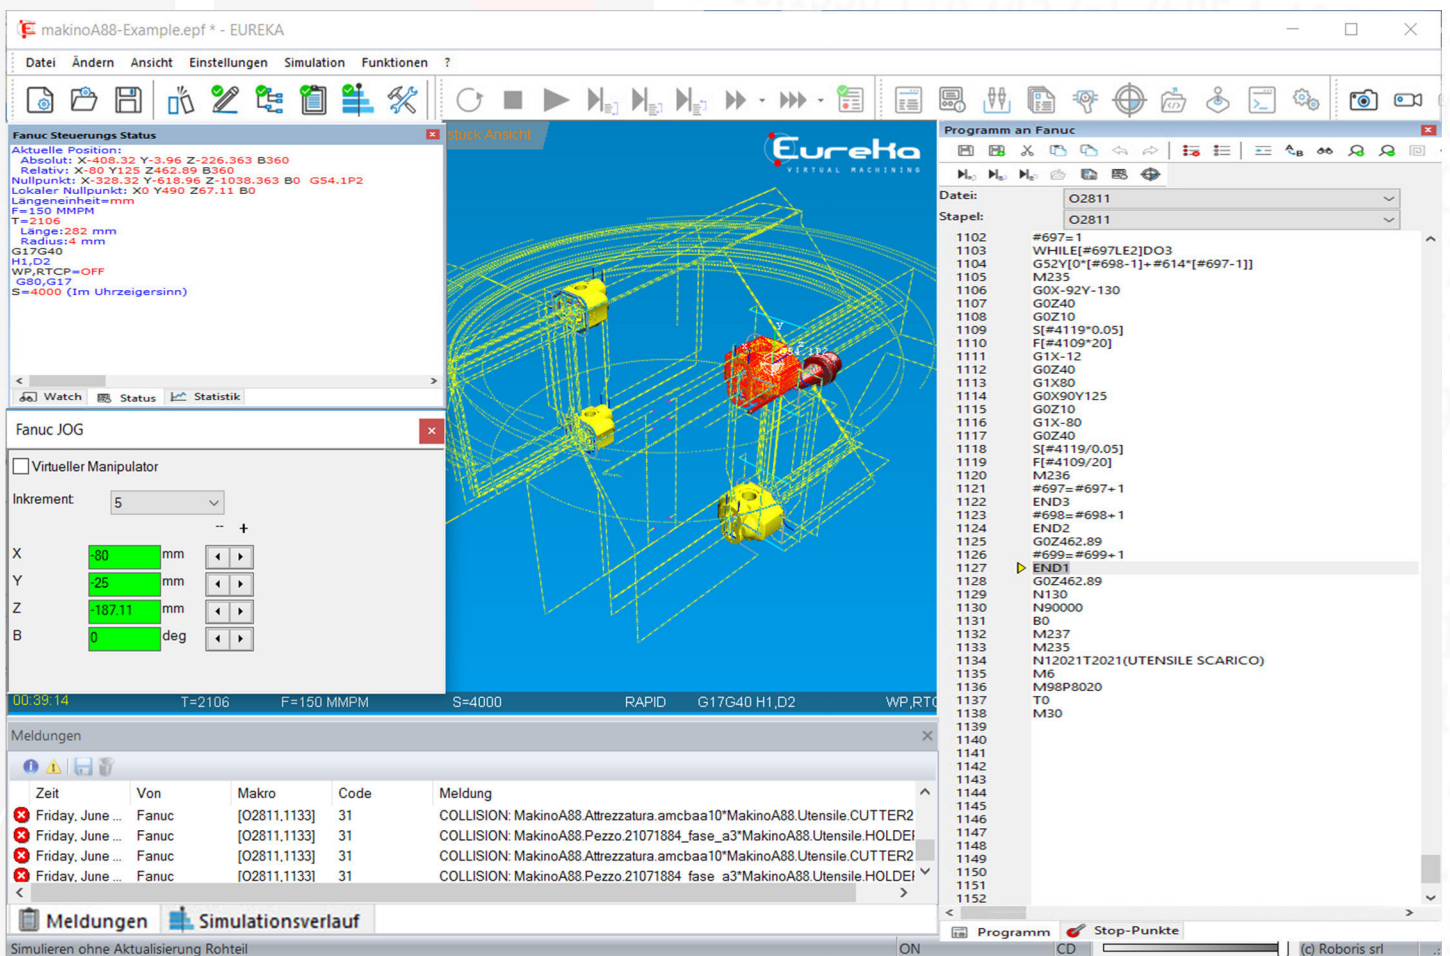 makinoA88-Example.epf * - EUREKA
Datei Ändern Ansicht Einstellungen Simulation Funktionen ?
Fanuc Steuerungs Status
Aktuelle Position:
Absolut: X-408.32 Y-3.96 Z-226.363 B360
Relativ: X-80 Y125 Z462.89 B360
Nullpunkt: X-328.32 Y-618.96 Z-1038.363 B0 G54.1P2
Lokaler Nullpunkt: X0 Y490 Z67.11 B0
Längeneinheit=mm
F=150 MMPM
T=2106
Länge:282 mm
Radius:4 mm
G17G40
H1,D2
WP,RTCP=OFF
G80,G17
S=4000 (Im Uhrzeigersinn)
Watch Status Statistik
Fanuc JOG
Virtueller Manipulator
Inkrement 5
-- +
X -80 mm
Y -25 mm
Z -187.11 mm
B 0 deg
stück Ansicht
EureKa
VIRTUAL MACHINING
y
G54.1P2
00:39:14 T=2106 F=150 MMPM S=4000 RAPID G17G40 H1,D2 WP,RTC
Programm an Fanuc
Datei: O2811
Stapel: O2811
1102 #697=1
1103 WHILE[#697LE2]DO3
1104 G52Y[0*[#698-1]+#614*[#697-1]]
1105 M235
1106 G0X-92Y-130
1107 G0Z40
1108 G0Z10
1109 S[#4119*0.05]
1110 F[#4109*20]
1111 G1X-12
1112 G0Z40
1113 G1X80
1114 G0X90Y125
1115 G0Z10
1116 G1X-80
1117 G0Z40
1118 S[#4119/0.05]
1119 F[#4109/20]
1120 M236
1121 #697=#697+1
1122 END3
1123 #698=#698+1
1124 END2
1125 G0Z462.89
1126 #699=#699+1
1127 END1
1128 G0Z462.89
1129 N130
1130 N90000
1131 B0
1132 M237
1133 M235
1134 N12021T2021(UTENSILE SCARICO)
1135 M6
1136 M98P8020
1137 T0
1138 M30
1139
1140
1141
1142
1143
1144
1145
1146
1147
1148
1149
1150
1151
1152
Programm Stop-Punkte
Meldungen
Zeit Von Makro Code Meldung
Friday, June ... Fanuc [O2811,1133] 31 COLLISION: MakinoA88.Attrezzatura.amcbaa10*MakinoA88.Utensile.CUTTER2
Friday, June ... Fanuc [O2811,1133] 31 COLLISION: MakinoA88.Pezzo.21071884_fase_a3*MakinoA88.Utensile.HOLDEF
Friday, June ... Fanuc [O2811,1133] 31 COLLISION: MakinoA88.Attrezzatura.amcbaa10*MakinoA88.Utensile.CUTTER2
Friday, June ... Fanuc [O2811,1133] 31 COLLISION: MakinoA88.Pezzo.21071884_fase_a3*MakinoA88.Utensile.HOLDEF
Meldungen Simulationsverlauf
Simulieren ohne Aktualisierung Rohteil ON CD (c) Roboris srl